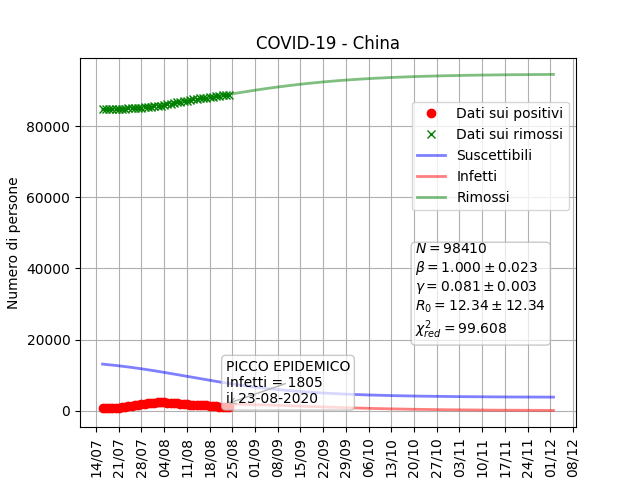 COVID-19 - China
Numero di persone
80000
60000
40000
20000
0
Dati sui positivi
Dati sui rimossi
Suscettibili
Infetti
Rimossi
N = 98410
β = 1.000 ± 0.023
γ = 0.081 ± 0.003
R₀ = 12.34 ± 12.34
χ²red = 99.608
PICCO EPIDEMICO
Infetti = 1805
il 23-08-2020
14/07
21/07
28/07
04/08
11/08
18/08
25/08
01/09
08/09
15/09
22/09
29/09
06/10
13/10
20/10
27/10
03/11
10/11
17/11
24/11
01/12
08/12